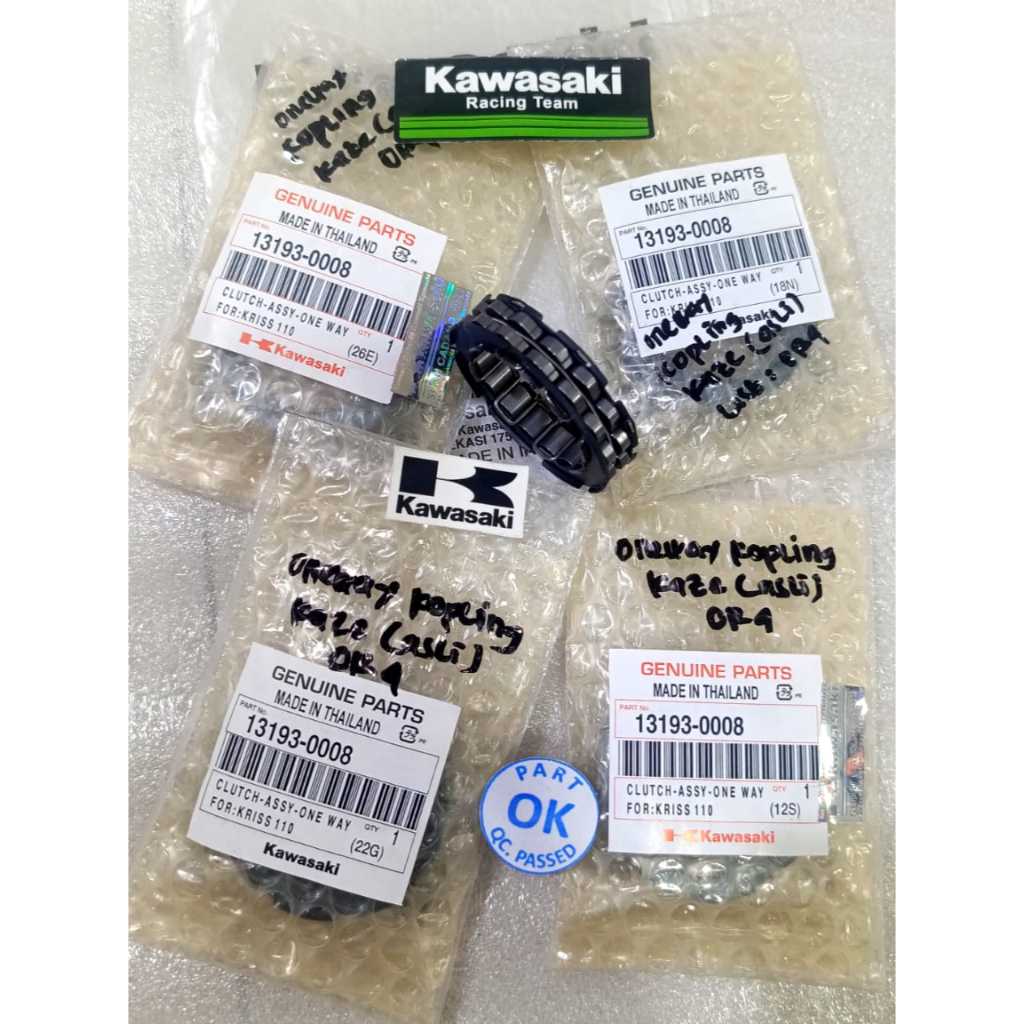 Kawasaki
Racing Team
oneway
kopling
kaze
GENUINE PARTS
MADE IN THAILAND
PART No.
13193-0008
CLUTCH-ASSY-ONE WAY
FOR:KRISS 110
QTY 1
(26E)
Kawasaki
GENUINE PARTS
MADE IN THAILAND
PART No.
13193-0008
CLUTCH-ASSY-ONE WAY
FOR:KRISS 110
QTY 1
(18N)
oneway
kopling
kaze (asli)
Kawasaki
EKASI 175
Kawasaki
oneway kopling
kaze (asli)
GENUINE PARTS
MADE IN THAILAND
PART No.
13193-0008
CLUTCH-ASSY-ONE WAY
FOR:KRISS 110
QTY 1
(22G)
Kawasaki
oneway kopling
kaze (asli)
GENUINE PARTS
MADE IN THAILAND
PART No.
13193-0008
CLUTCH-ASSY-ONE WAY
FOR:KRISS 110
QTY 1
(12S)
Kawasaki
PART
OK
QC. PASSED